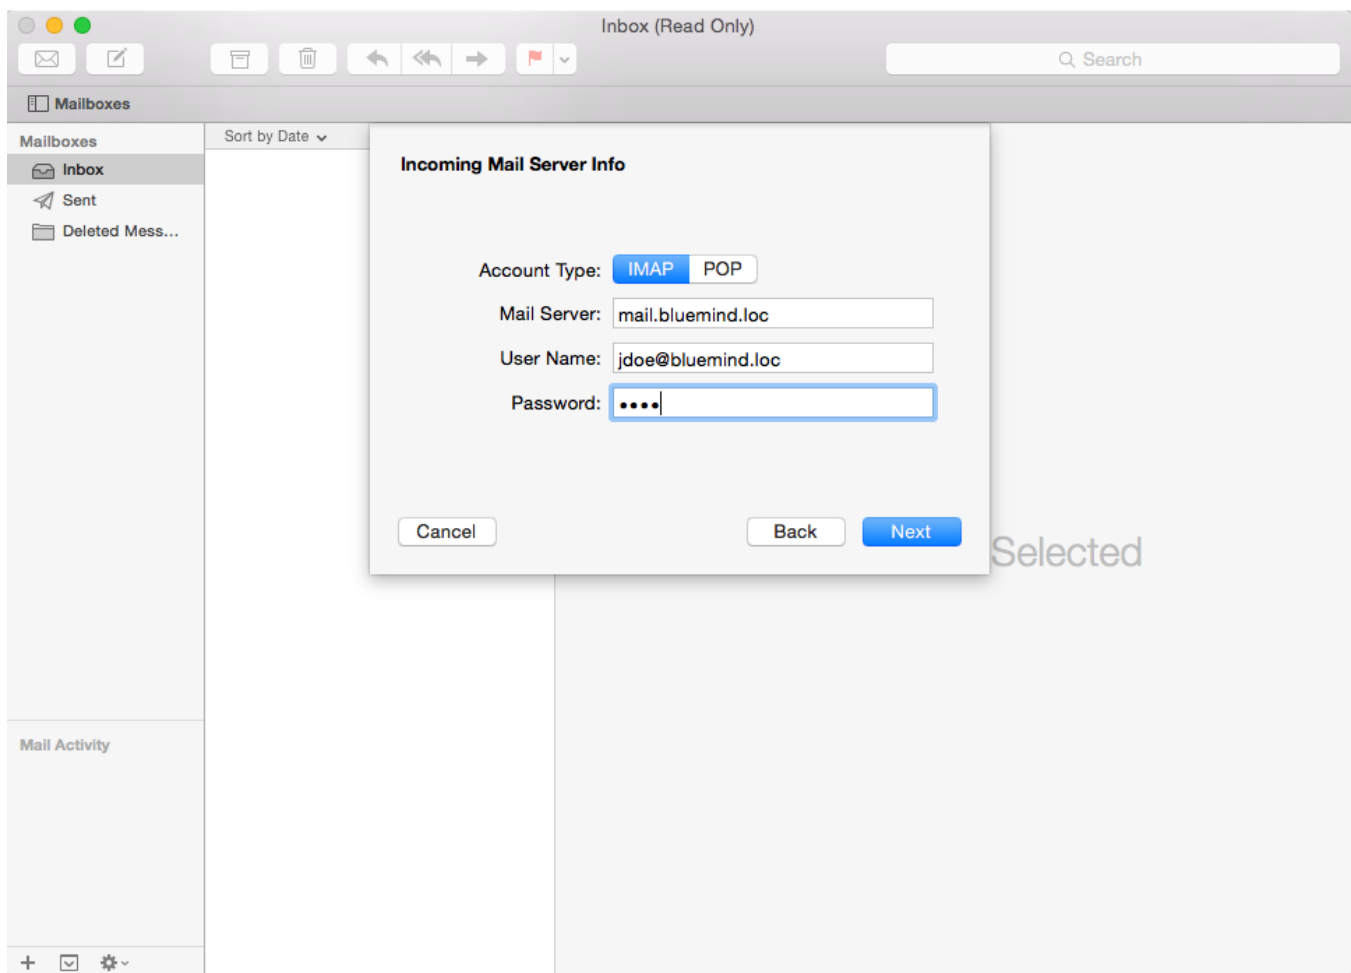 Inbox (Read Only)
Search
Mailboxes
Mailboxes
Inbox
Sent
Deleted Mess...
Sort by Date
Incoming Mail Server Info
Account Type: IMAP POP
Mail Server: mail.bluemind.loc
User Name: jdoe@bluemind.loc
Password: ••••
Cancel Back Next
Selected
Mail Activity